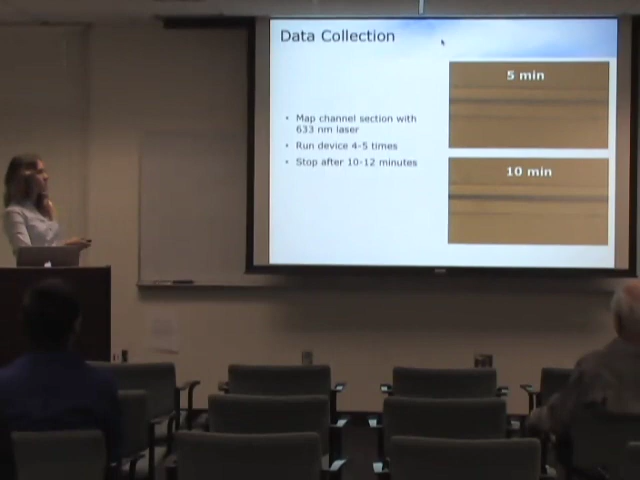 Data Collection
• Map channel section with
633 nm laser
• Run device 4-5 times
• Stop after 10-12 minutes
5 min
10 min